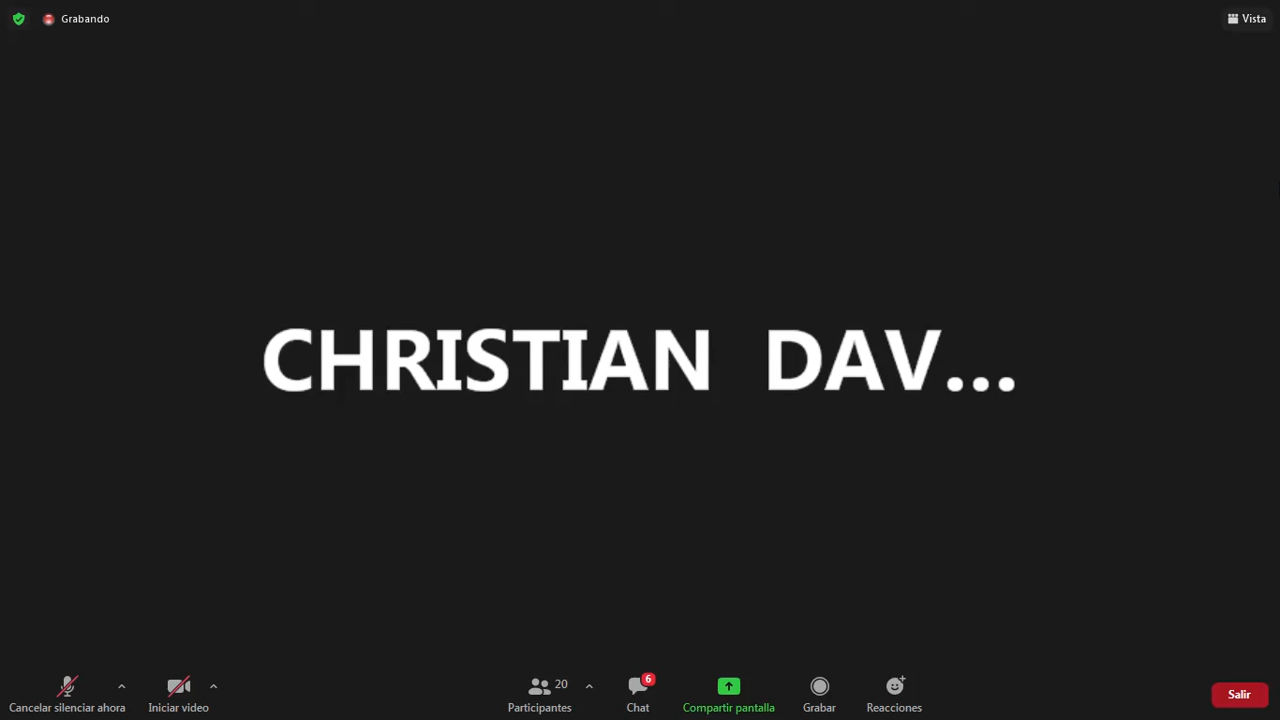 Grabando
Vista
CHRISTIAN DAV...
20
6
Cancelar silenciar ahora
Iniciar video
Participantes
Chat
Compartir pantalla
Grabar
Reacciones
Salir